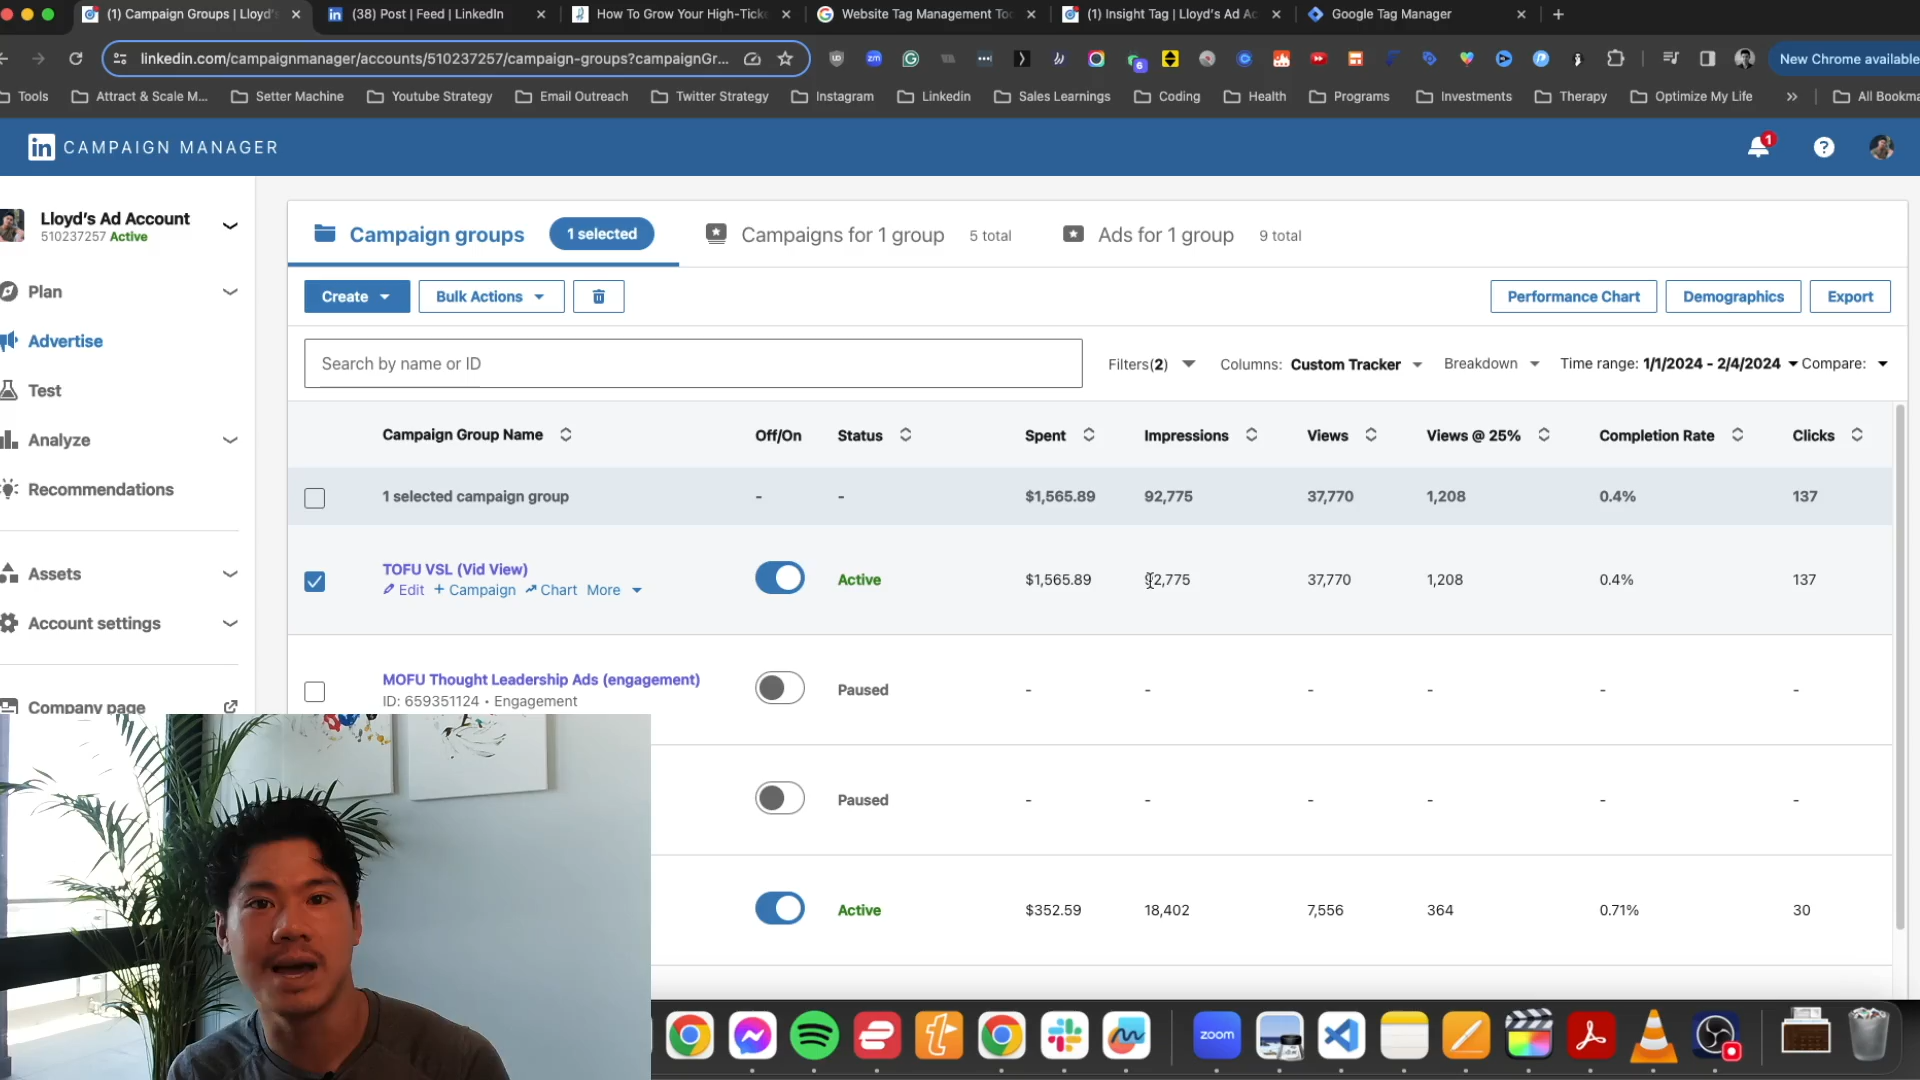 (1) Campaign Groups | Lloyd's
(38) Post | Feed | LinkedIn
How To Grow Your High-Ticke
Website Tag Management Too
(1) Insight Tag | Lloyd's Ad Ac
Google Tag Manager
linkedin.com/campaignmanager/accounts/510237257/campaign-groups?campaignGr...
New Chrome available
Tools
Attract & Scale M...
Setter Machine
Youtube Strategy
Email Outreach
Twitter Strategy
Instagram
Linkedin
Sales Learnings
Coding
Health
Programs
Investments
Therapy
Optimize My Life
»
All Bookma
in CAMPAIGN MANAGER
1
?
Lloyd's Ad Account
510237257 Active
Plan
Advertise
Test
Analyze
Recommendations
Assets
Account settings
Company page
Campaign groups
1 selected
Campaigns for 1 group
5 total
Ads for 1 group
9 total
Create
Bulk Actions
Performance Chart
Demographics
Export
Search by name or ID
Filters(2)
Columns: Custom Tracker
Breakdown
Time range: 1/1/2024 - 2/4/2024
Compare:
Campaign Group Name Off/On Status Spent Impressions Views Views @ 25% Completion Rate Clicks
1 selected campaign group - - $1,565.89 92,775 37,770 1,208 0.4% 137
TOFU VSL (Vid View)
Edit + Campaign Chart More
Active $1,565.89 92,775 37,770 1,208 0.4% 137
MOFU Thought Leadership Ads (engagement)
ID: 659351124 • Engagement
Paused - - - - - -
Paused - - - - - -
Active $352.59 18,402 7,556 364 0.71% 30
zoom